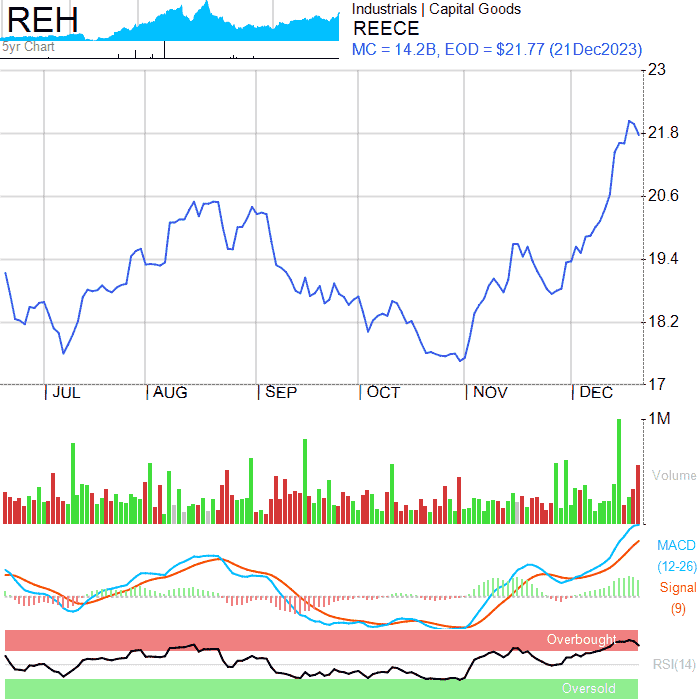 REH
5yr Chart
Industrials | Capital Goods
REECE
MC = 14.2B, EOD = $21.77 (21Dec2023)
23
21.8
20.6
19.4
18.2
17
JUL AUG SEP OCT NOV DEC
1M
Volume
MACD
(12-26)
Signal
(9)
Overbought
RSI(14)
Oversold